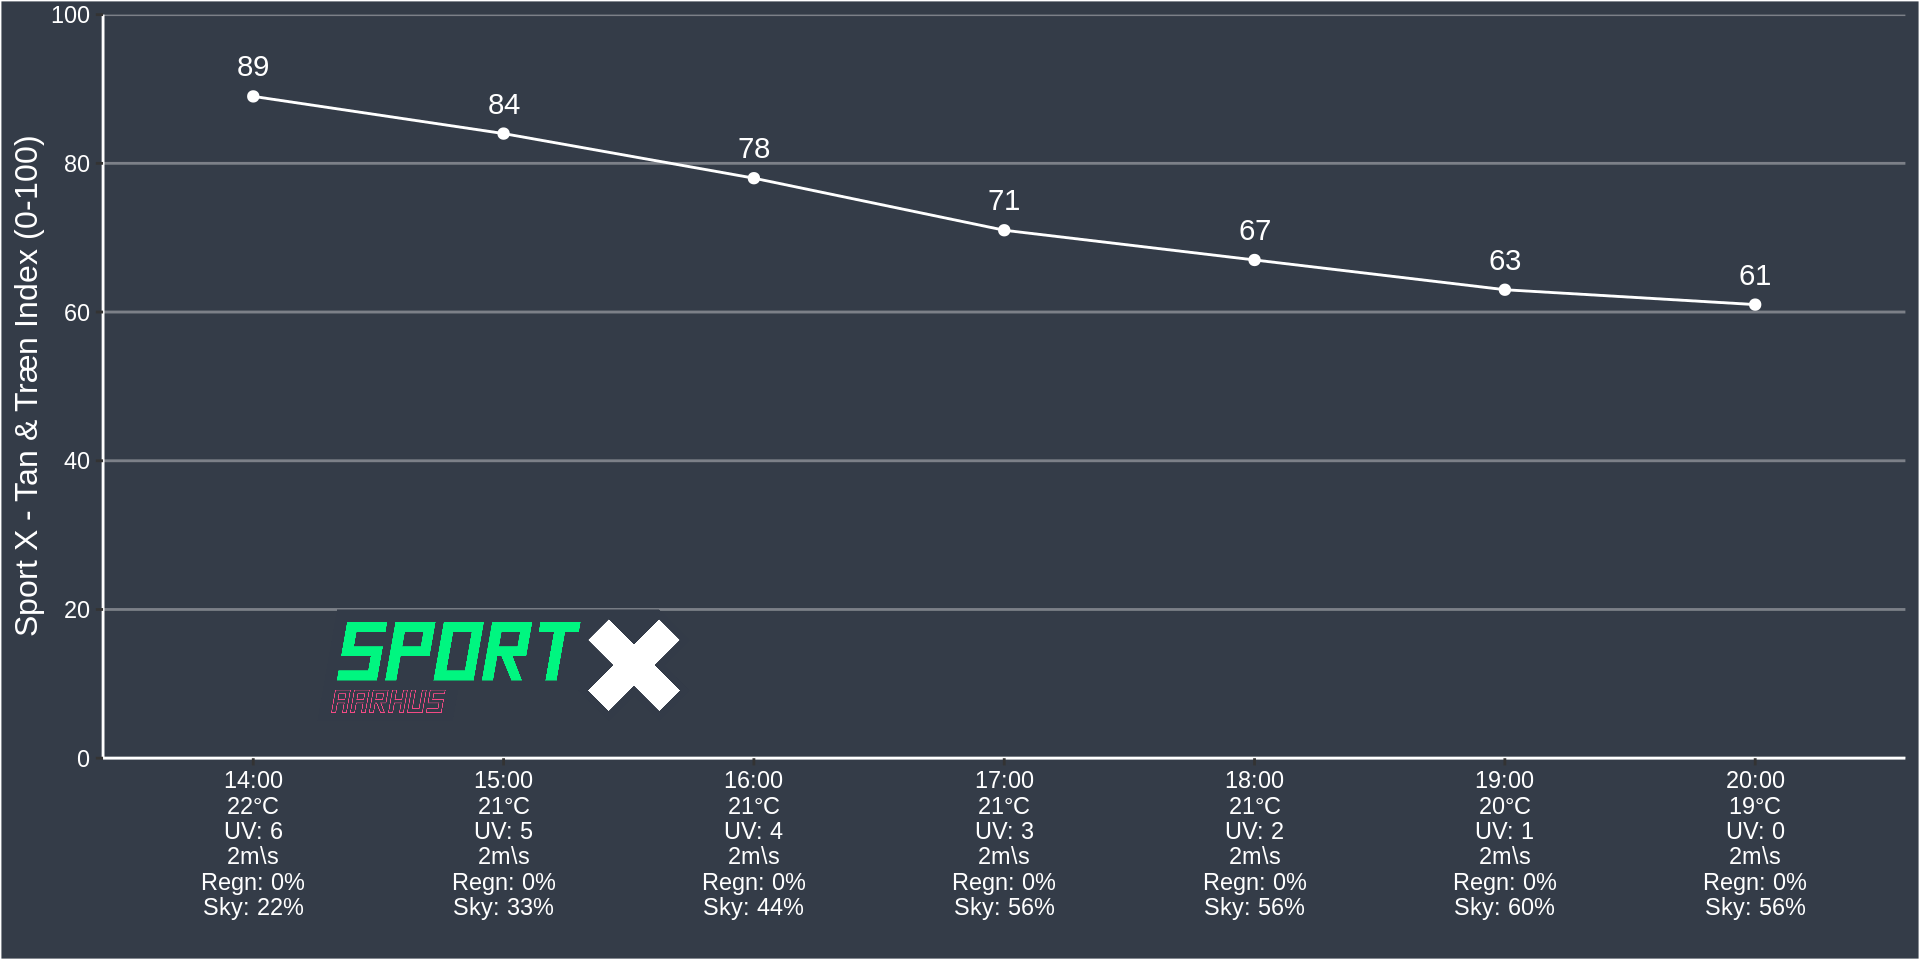 Sport X - Tan & Træn Index (0-100)
100
80
60
40
20
0
89
84
78
71
67
63
61
SPORT X
AARHUS
14:00 15:00 16:00 17:00 18:00 19:00 20:00
22°C 21°C 21°C 21°C 21°C 20°C 19°C
UV: 6 UV: 5 UV: 4 UV: 3 UV: 2 UV: 1 UV: 0
2m\s 2m\s 2m\s 2m\s 2m\s 2m\s 2m\s
Regn: 0% Regn: 0% Regn: 0% Regn: 0% Regn: 0% Regn: 0% Regn: 0%
Sky: 22% Sky: 33% Sky: 44% Sky: 56% Sky: 56% Sky: 60% Sky: 56%